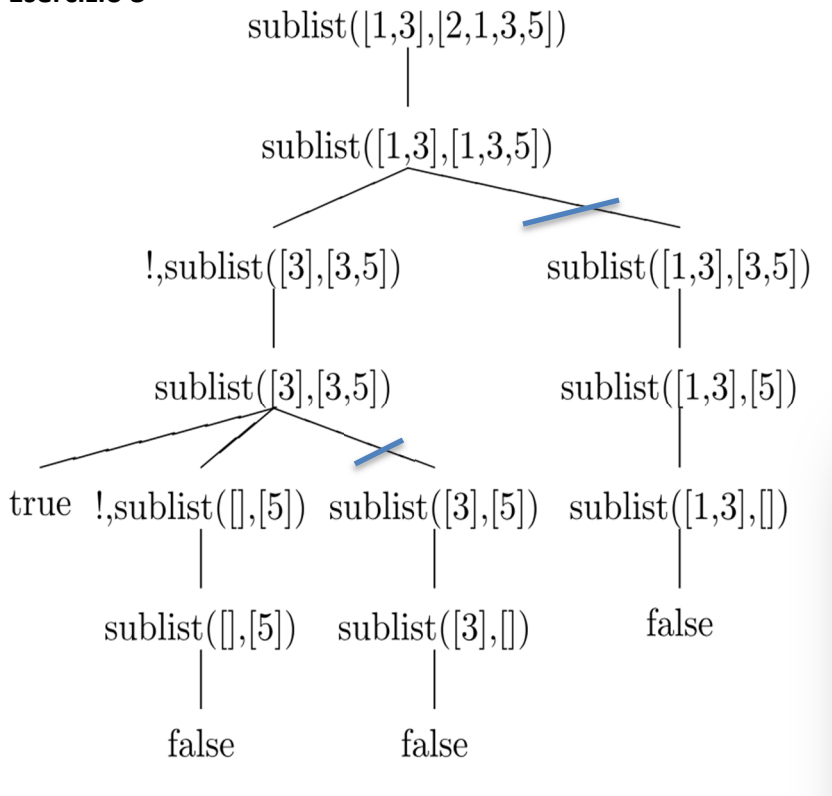 sublist([1,3],[2,1,3,5])
sublist([1,3],[1,3,5])
!,sublist([3],[3,5]) sublist([1,3],[3,5])
sublist([3],[3,5]) sublist([1,3],[5])
true !,sublist([],[5]) sublist([3],[5]) sublist([1,3],[])
sublist([],[5]) sublist([3],[]) false
false false